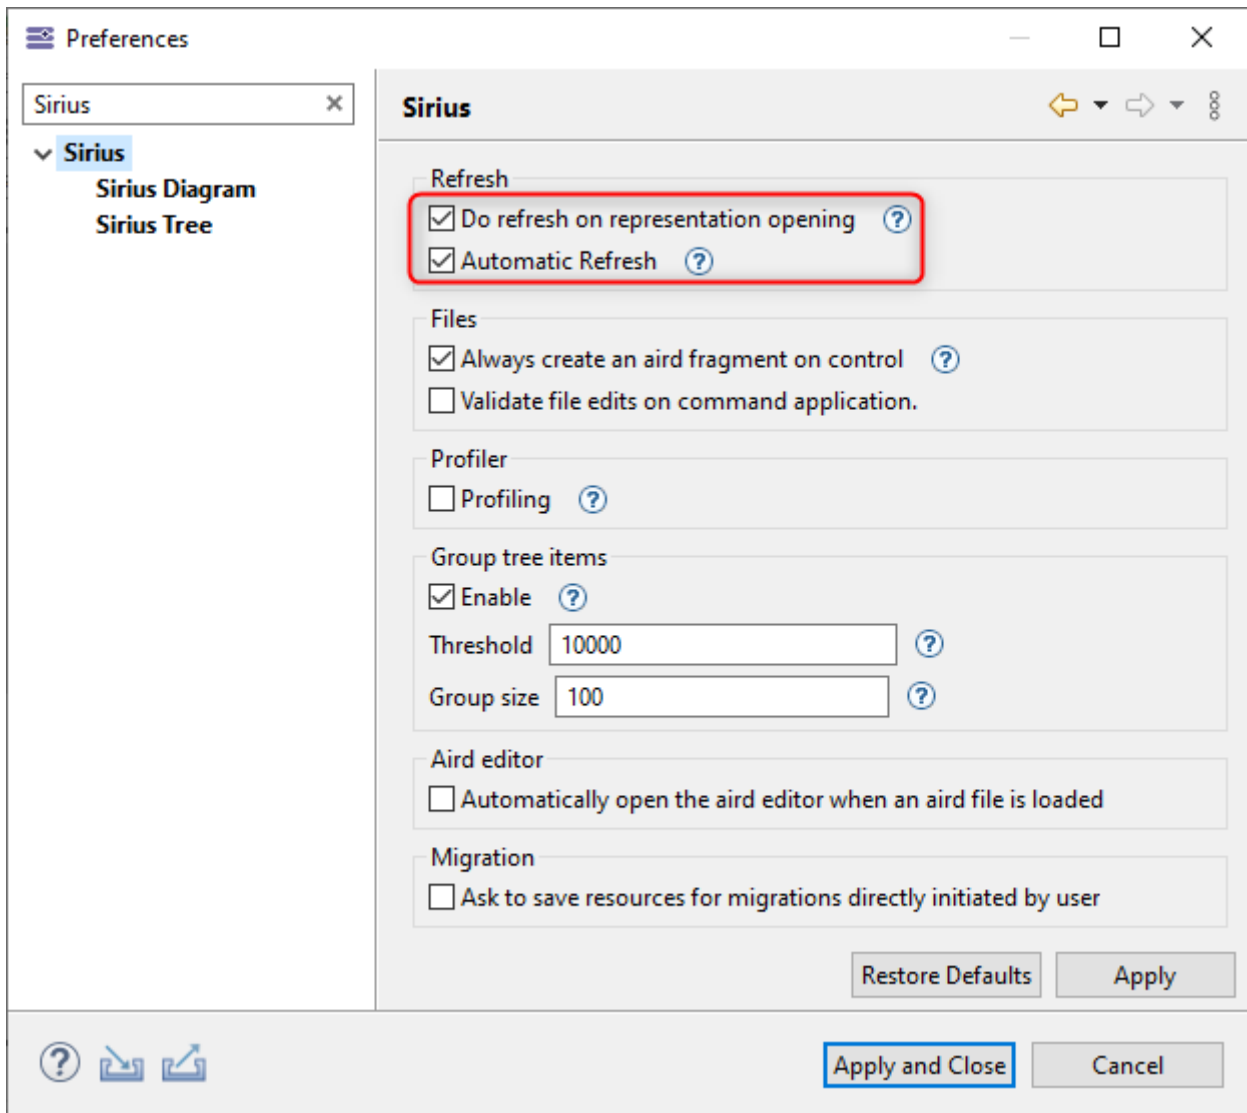 Preferences
Sirius
Sirius
Sirius Diagram
Sirius Tree
Sirius
Refresh
Do refresh on representation opening
Automatic Refresh
Files
Always create an aird fragment on control
Validate file edits on command application.
Profiler
Profiling
Group tree items
Enable
Threshold 10000
Group size 100
Aird editor
Automatically open the aird editor when an aird file is loaded
Migration
Ask to save resources for migrations directly initiated by user
Restore Defaults Apply
Apply and Close Cancel